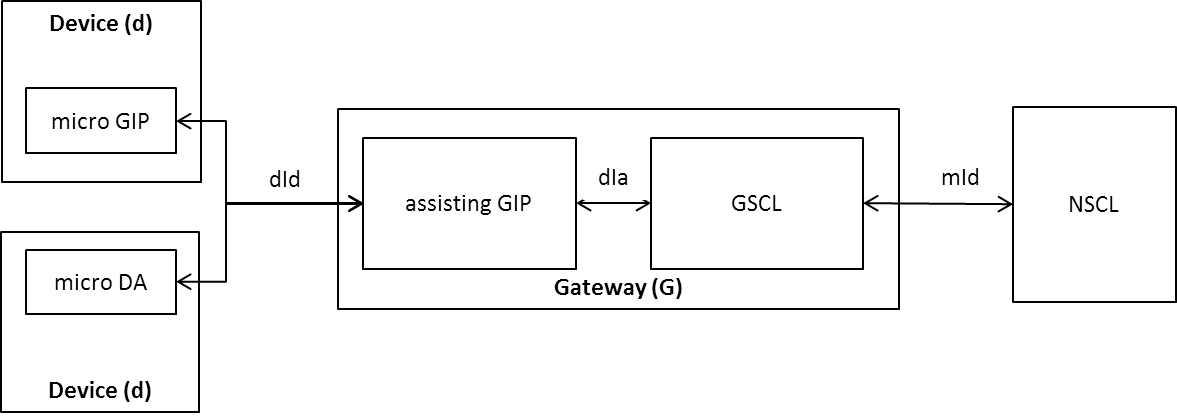 Device (d)
micro GIP
micro DA
Device (d)
dId
assisting GIP
dIa
GSCL
Gateway (G)
mId
NSCL